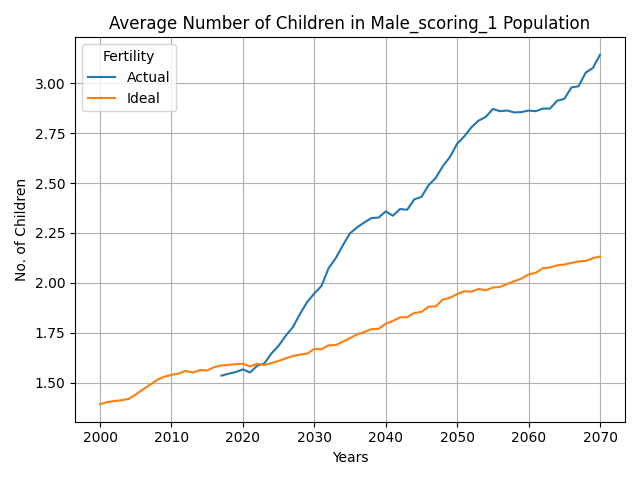 Average Number of Children in Male_scoring_1 Population
Fertility
Actual
Ideal
No. of Children
3.00
2.75
2.50
2.25
2.00
1.75
1.50
2000 2010 2020 2030 2040 2050 2060 2070
Years